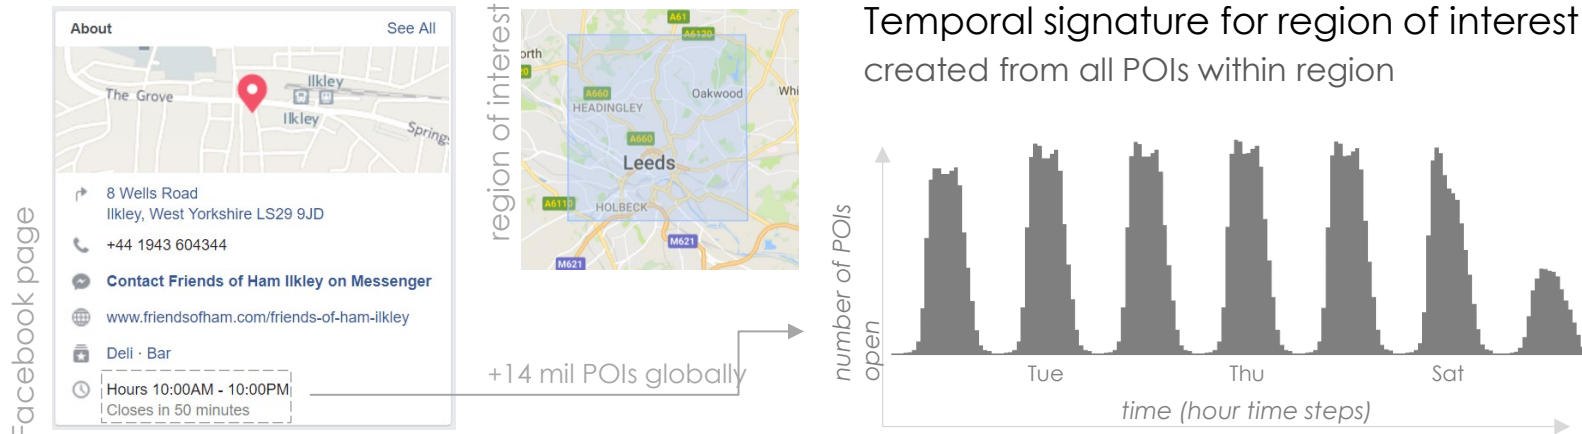 Facebook page
About
See All
The Grove
Ilkley
Ilkley
Springs
8 Wells Road
Ilkley, West Yorkshire LS29 9JD
+44 1943 604344
Contact Friends of Ham Ilkley on Messenger
www.friendsofham.com/friends-of-ham-ilkley
Deli · Bar
Hours 10:00AM - 10:00PM
Closes in 50 minutes
region of interest
A61
A6120
orth
20
A660
HEADINGLEY
Oakwood
Whi
A660
Leeds
A6110
HOLBECK
M621
M621
+14 mil POIs globally
Temporal signature for region of interest
created from all POIs within region
number of POIs
open
Tue
Thu
Sat
time (hour time steps)